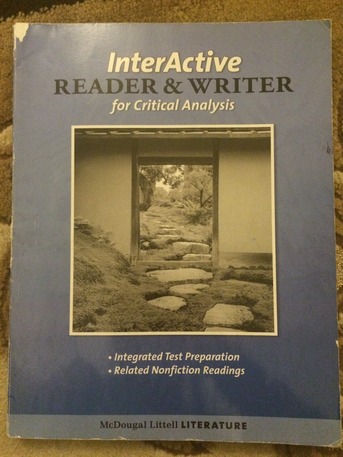 InterActive
READER & WRITER
for Critical Analysis
• Integrated Test Preparation
• Related Nonfiction Readings
McDougal Littell LITERATURE